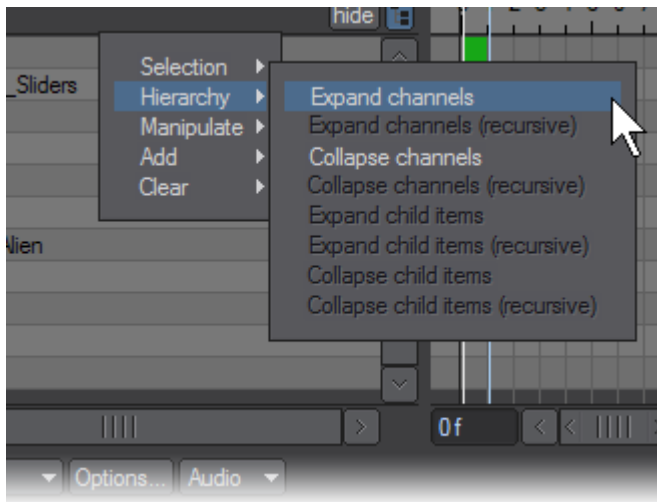 hide
_Sliders
Selection
Hierarchy
Manipulate
Add
Clear
Expand channels
Expand channels (recursive)
Collapse channels
Collapse channels (recursive)
Expand child items
Expand child items (recursive)
Collapse child items
Collapse child items (recursive)
Alien
0 f
Options...
Audio